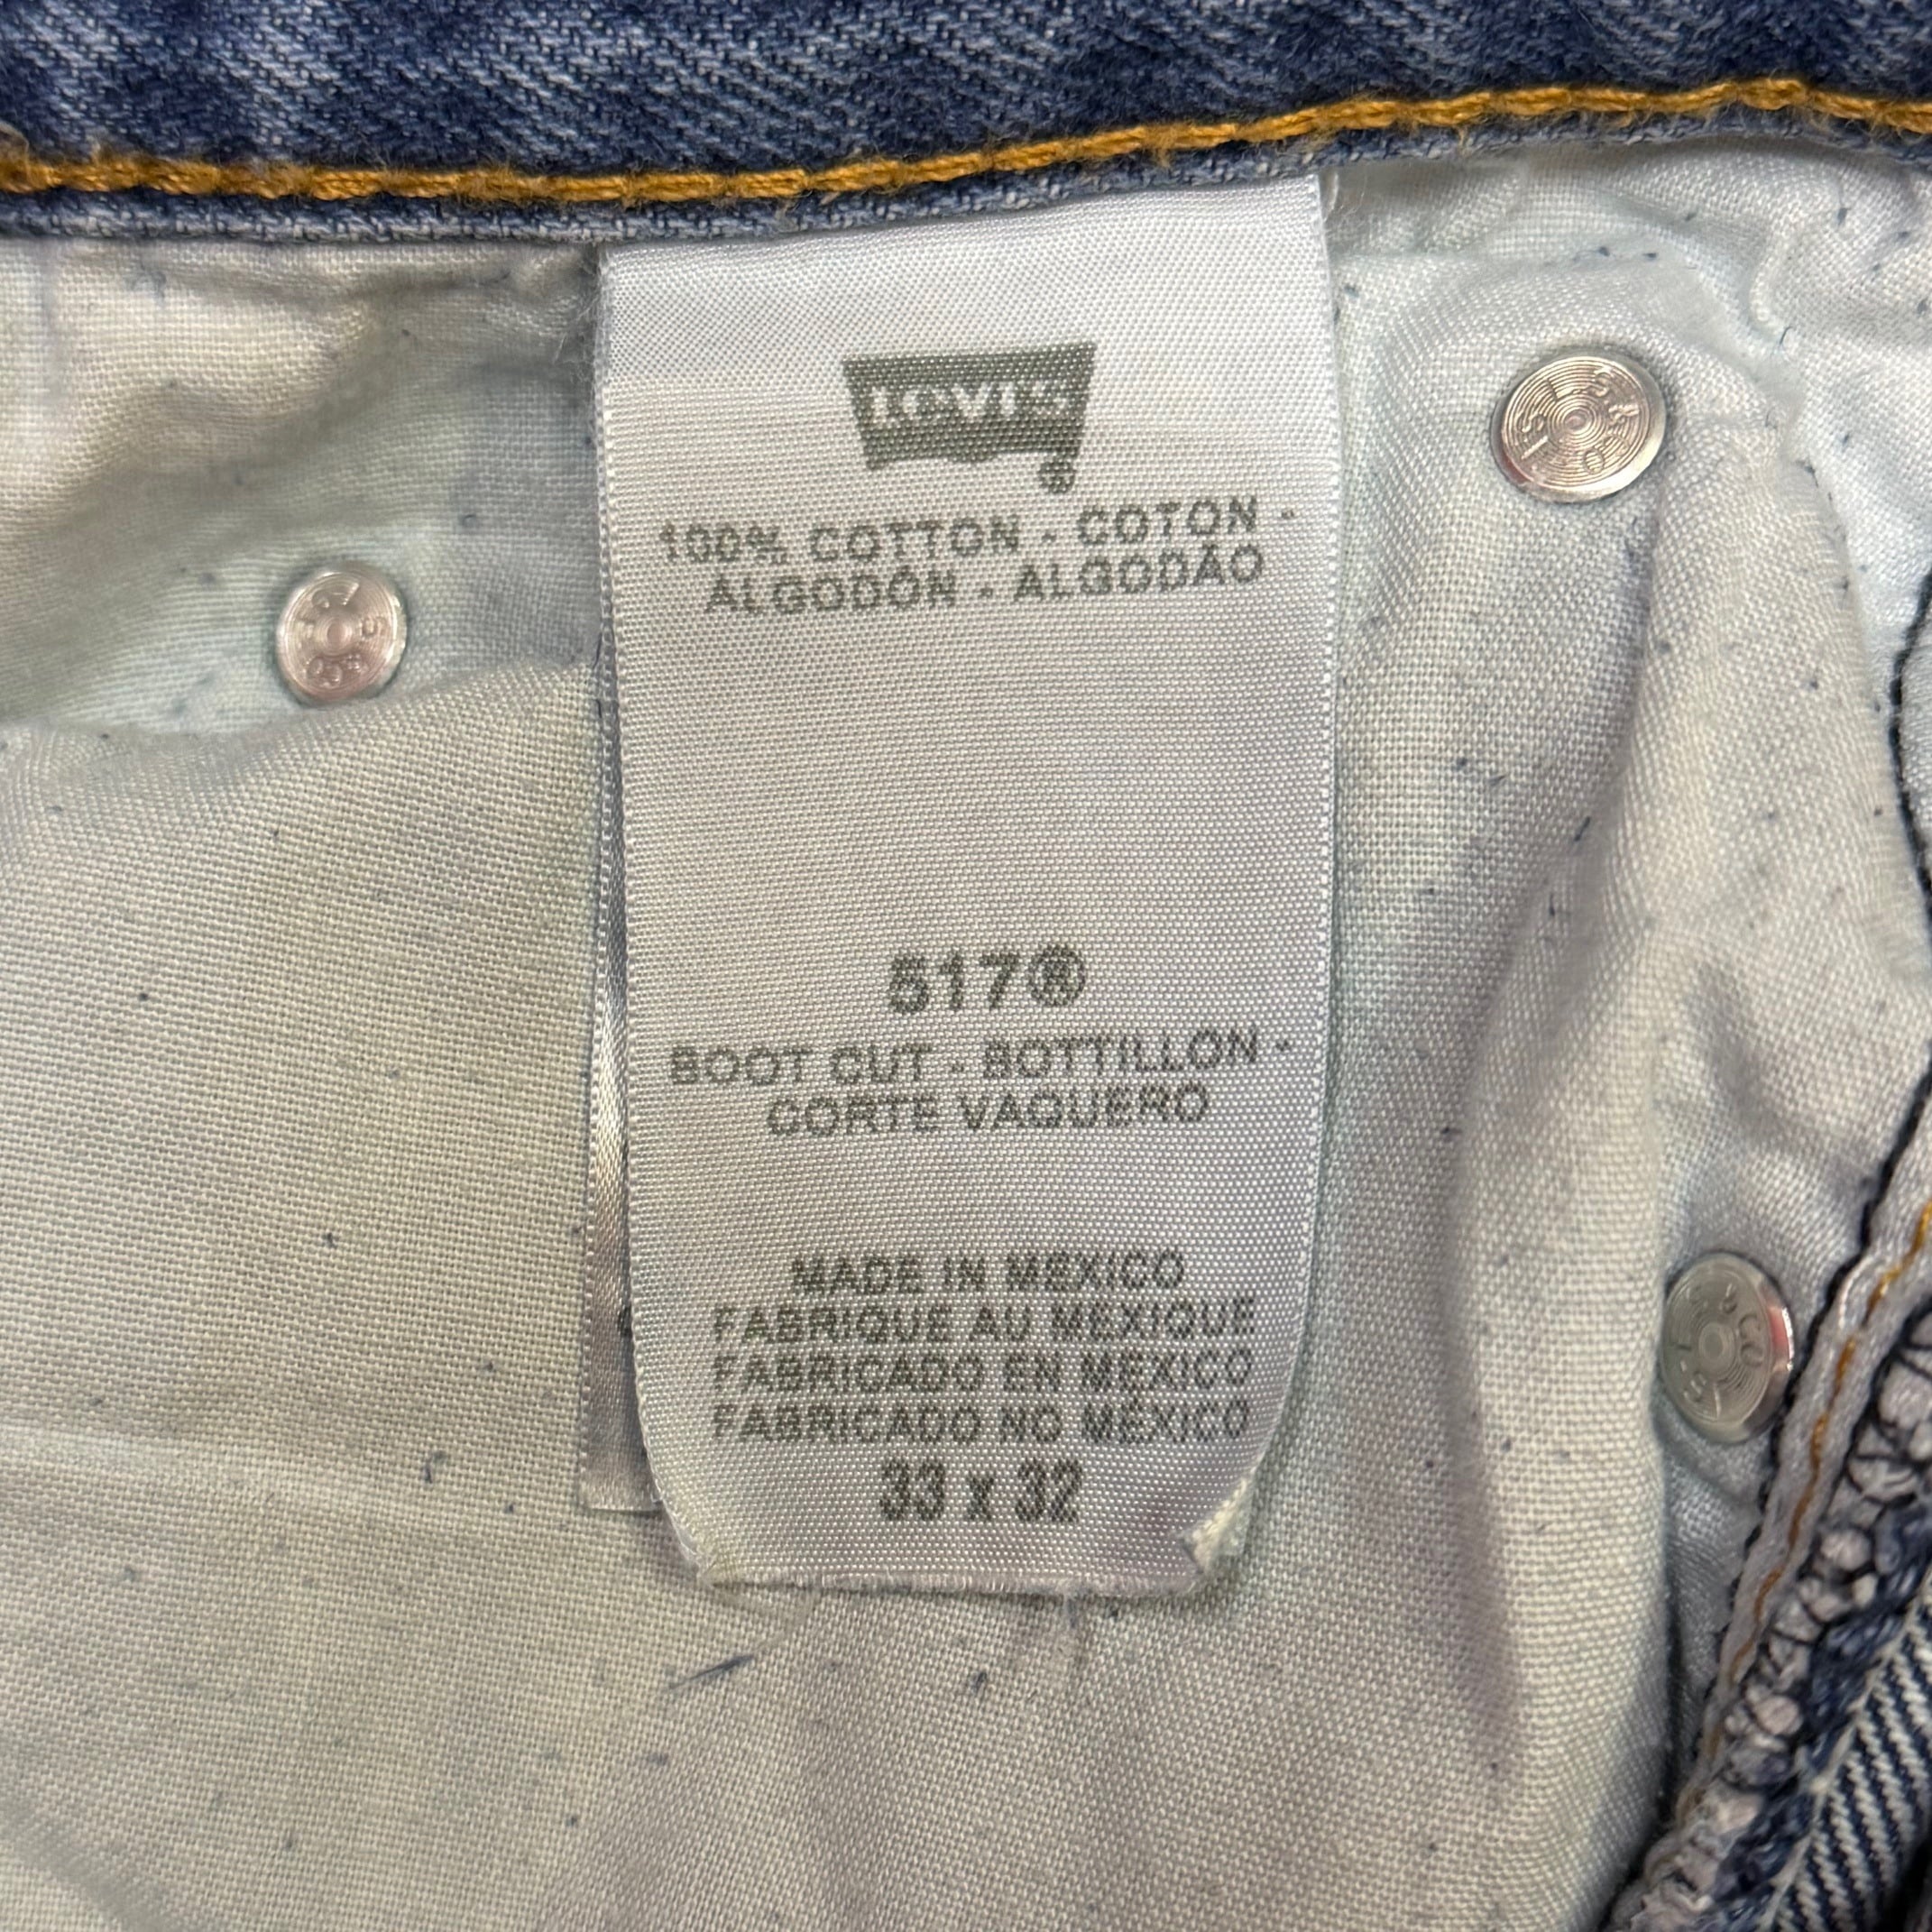 Levi's
®
100% COTTON - COTON -
ALGODÓN - ALGODÃO
517®
BOOT CUT - BOTTILLON -
CORTE VAQUERO
MADE IN MEXICO
FABRIQUE AU MEXIQUE
FABRICADO EN MÉXICO
FABRICADO NO MÉXICO
33 x 32